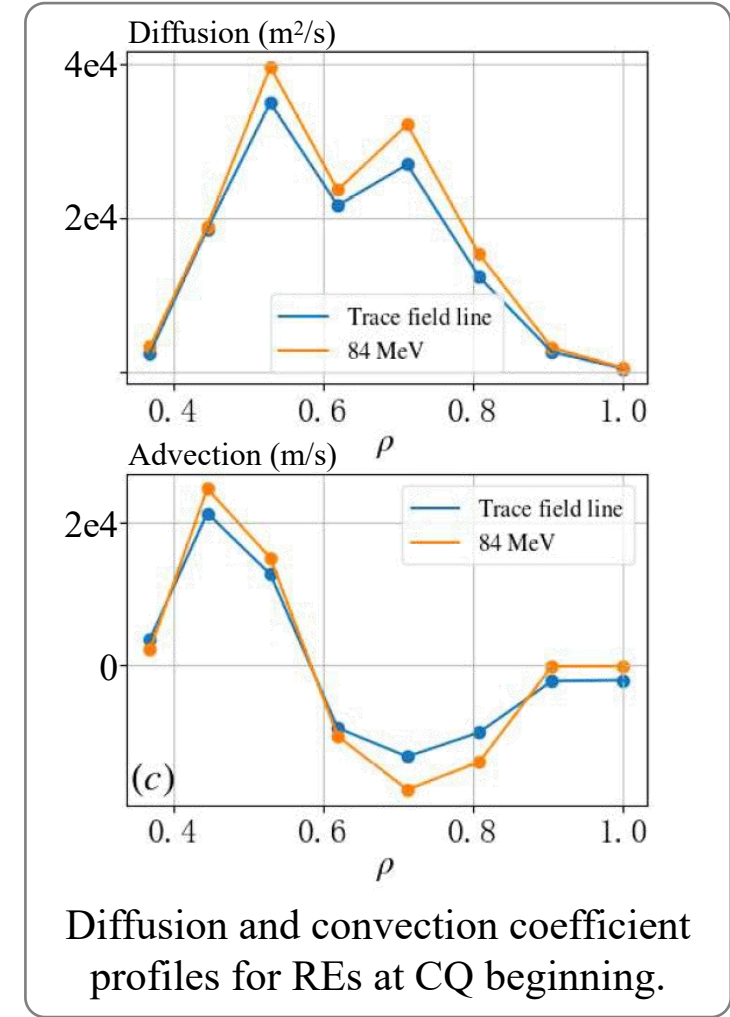 Diffusion (m²/s)
4e4
2e4
Trace field line
84 MeV
0.4 0.6 0.8 1.0
ρ
Advection (m/s)
2e4
0
Trace field line
84 MeV
(c)
0.4 0.6 0.8 1.0
ρ
Diffusion and convection coefficient
profiles for REs at CQ beginning.